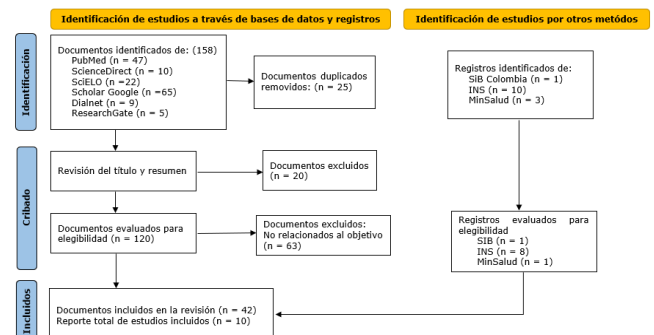 Identificación de estudios a través de bases de datos y registros
Identificación de estudios por otros metódos
Identificación
Documentos identificados de: (158)
PubMed (n = 47)
ScienceDirect (n = 10)
SciELO (n =22)
Scholar Google (n =65)
Dialnet (n = 9)
ResearchGate (n = 5)
Documentos duplicados
removidos: (n = 25)
Registros identificados de:
SiB Colombia (n = 1)
INS (n = 10)
MinSalud (n = 3)
Cribado
Revisión del título y resumen
Documentos excluidos
(n = 20)
Documentos evaluados para
elegibilidad (n = 120)
Documentos excluidos:
No relacionados al objetivo
(n = 63)
Registros evaluados para
elegibilidad
SIB (n = 1)
INS (n = 8)
MinSalud (n = 1)
Incluidos
Documentos incluidos en la revisión (n = 42)
Reporte total de estudios incluidos (n = 10)